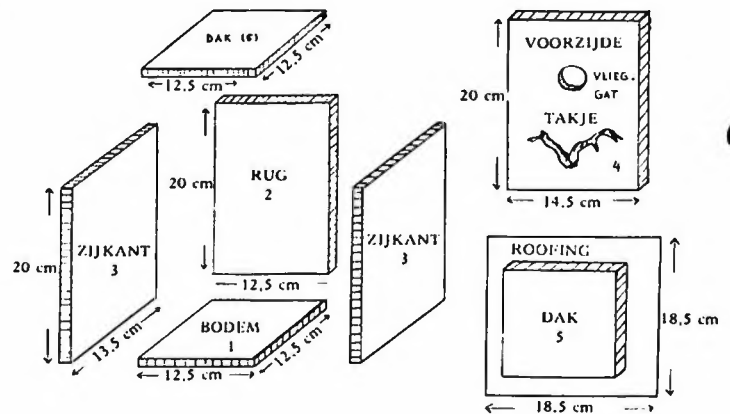 DAK (6)
12,5 cm
12,5 cm
VOORZIJDE
VLIEG-
GAT
20 cm
TAKJE
4
14,5 cm
RUG
2
20 cm
12,5 cm
ZIJKANT
3
20 cm
13,5 cm
ZIJKANT
3
BODEM
1
12,5 cm
12,5 cm
ROOFING
DAK
5
18,5 cm
18,5 cm